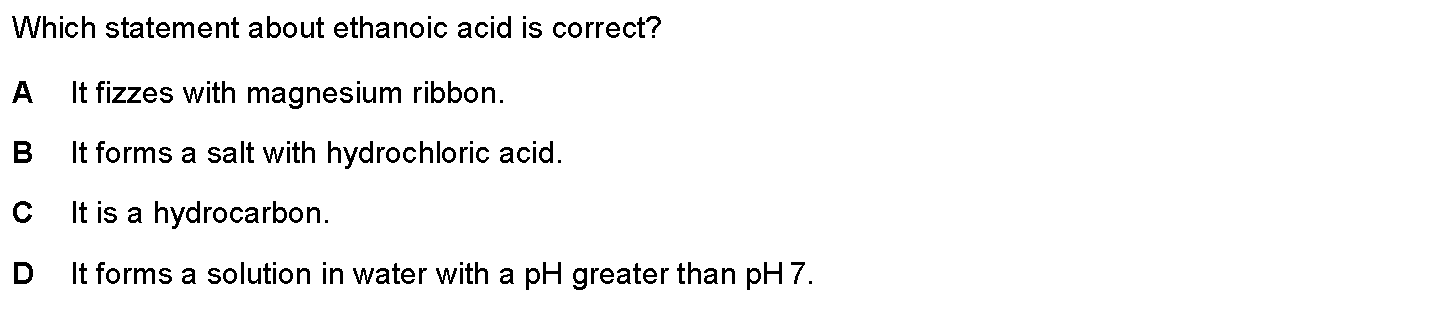 Which statement about ethanoic acid is correct?
A It fizzes with magnesium ribbon.
B It forms a salt with hydrochloric acid.
C It is a hydrocarbon.
D It forms a solution in water with a pH greater than pH 7.